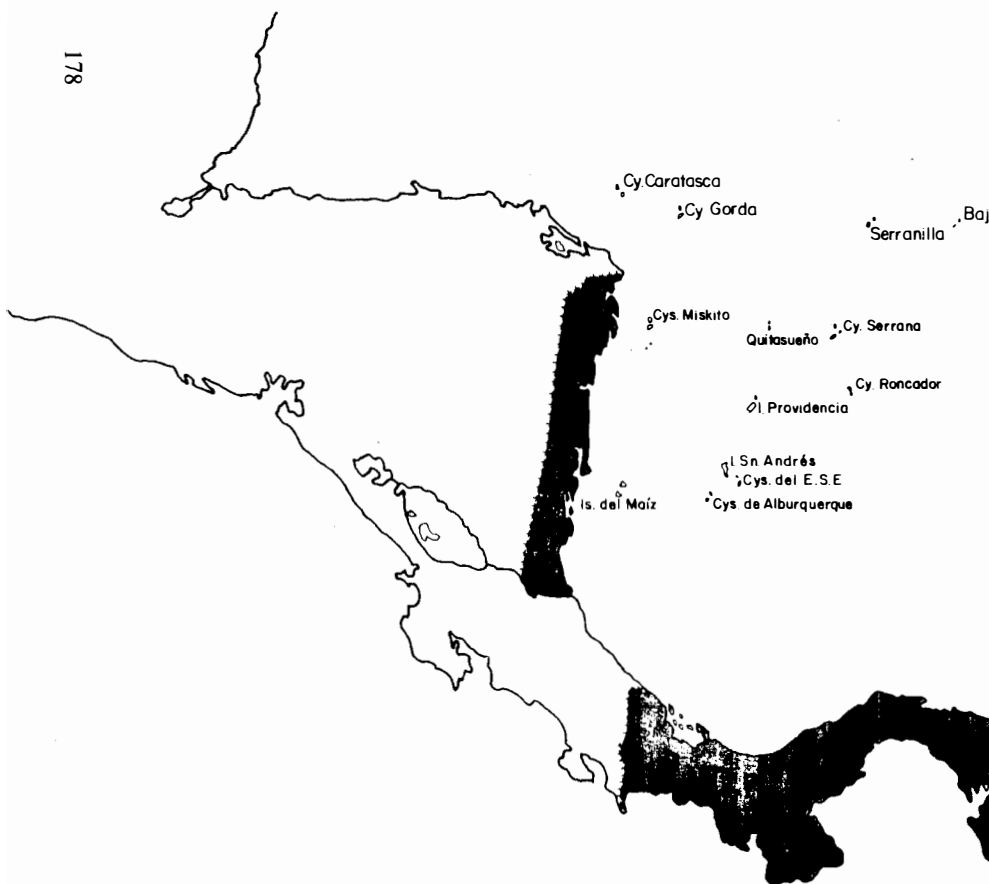 178
Cy. Caratasca
Cy Gorda
Serranilla
Baj
Cys. Miskito
Quitasueño
Cy. Serrana
Cy. Roncador
I. Providencia
I. Sn. Andrés
Cys. del E.S.E
Is. del Maíz
Cys. de Alburquerque